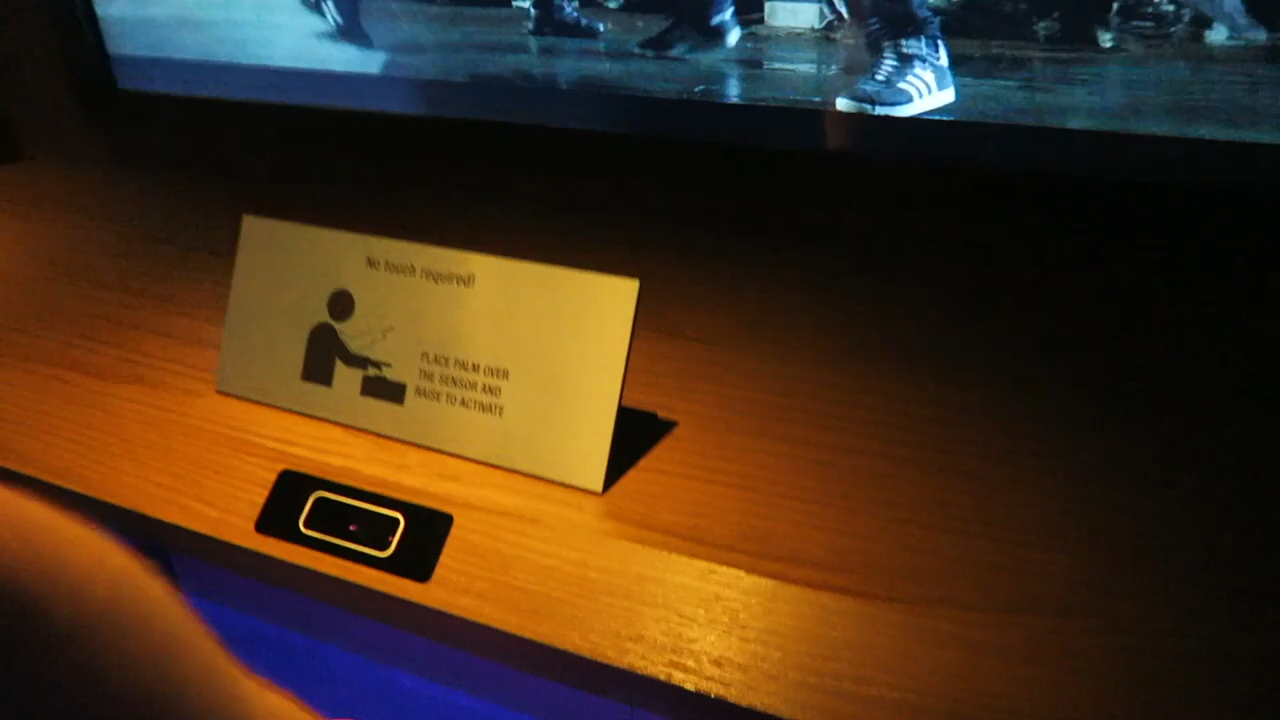 No touch required!
PLACE PALM OVER
THE SENSOR AND
RAISE TO ACTIVATE